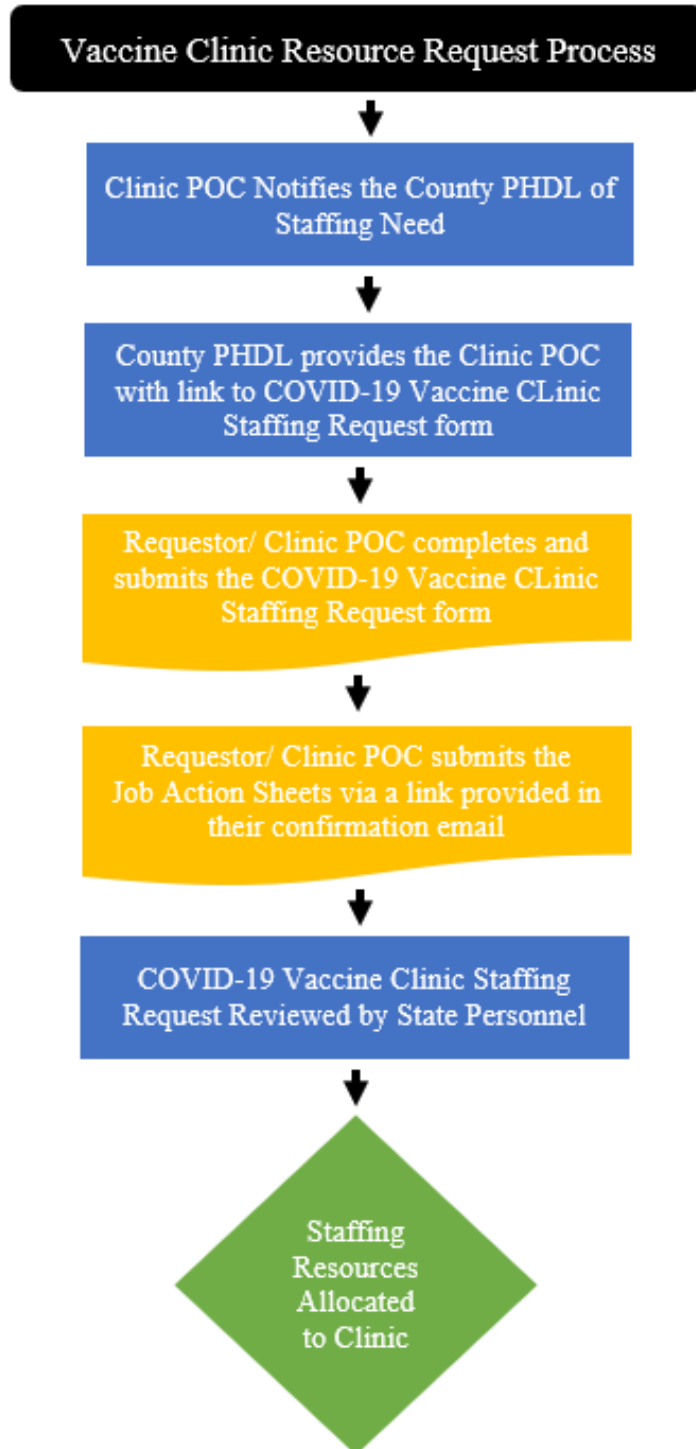 Vaccine Clinic Resource Request Process
Clinic POC Notifies the County PHDL of
Staffing Need
County PHDL provides the Clinic POC
with link to COVID-19 Vaccine CLinic
Staffing Request form
Requestor/ Clinic POC completes and
submits the COVID-19 Vaccine CLinic
Staffing Request form
Requestor/ Clinic POC submits the
Job Action Sheets via a link provided in
their confirmation email
COVID-19 Vaccine Clinic Staffing
Request Reviewed by State Personnel
Staffing
Resources
Allocated
to Clinic